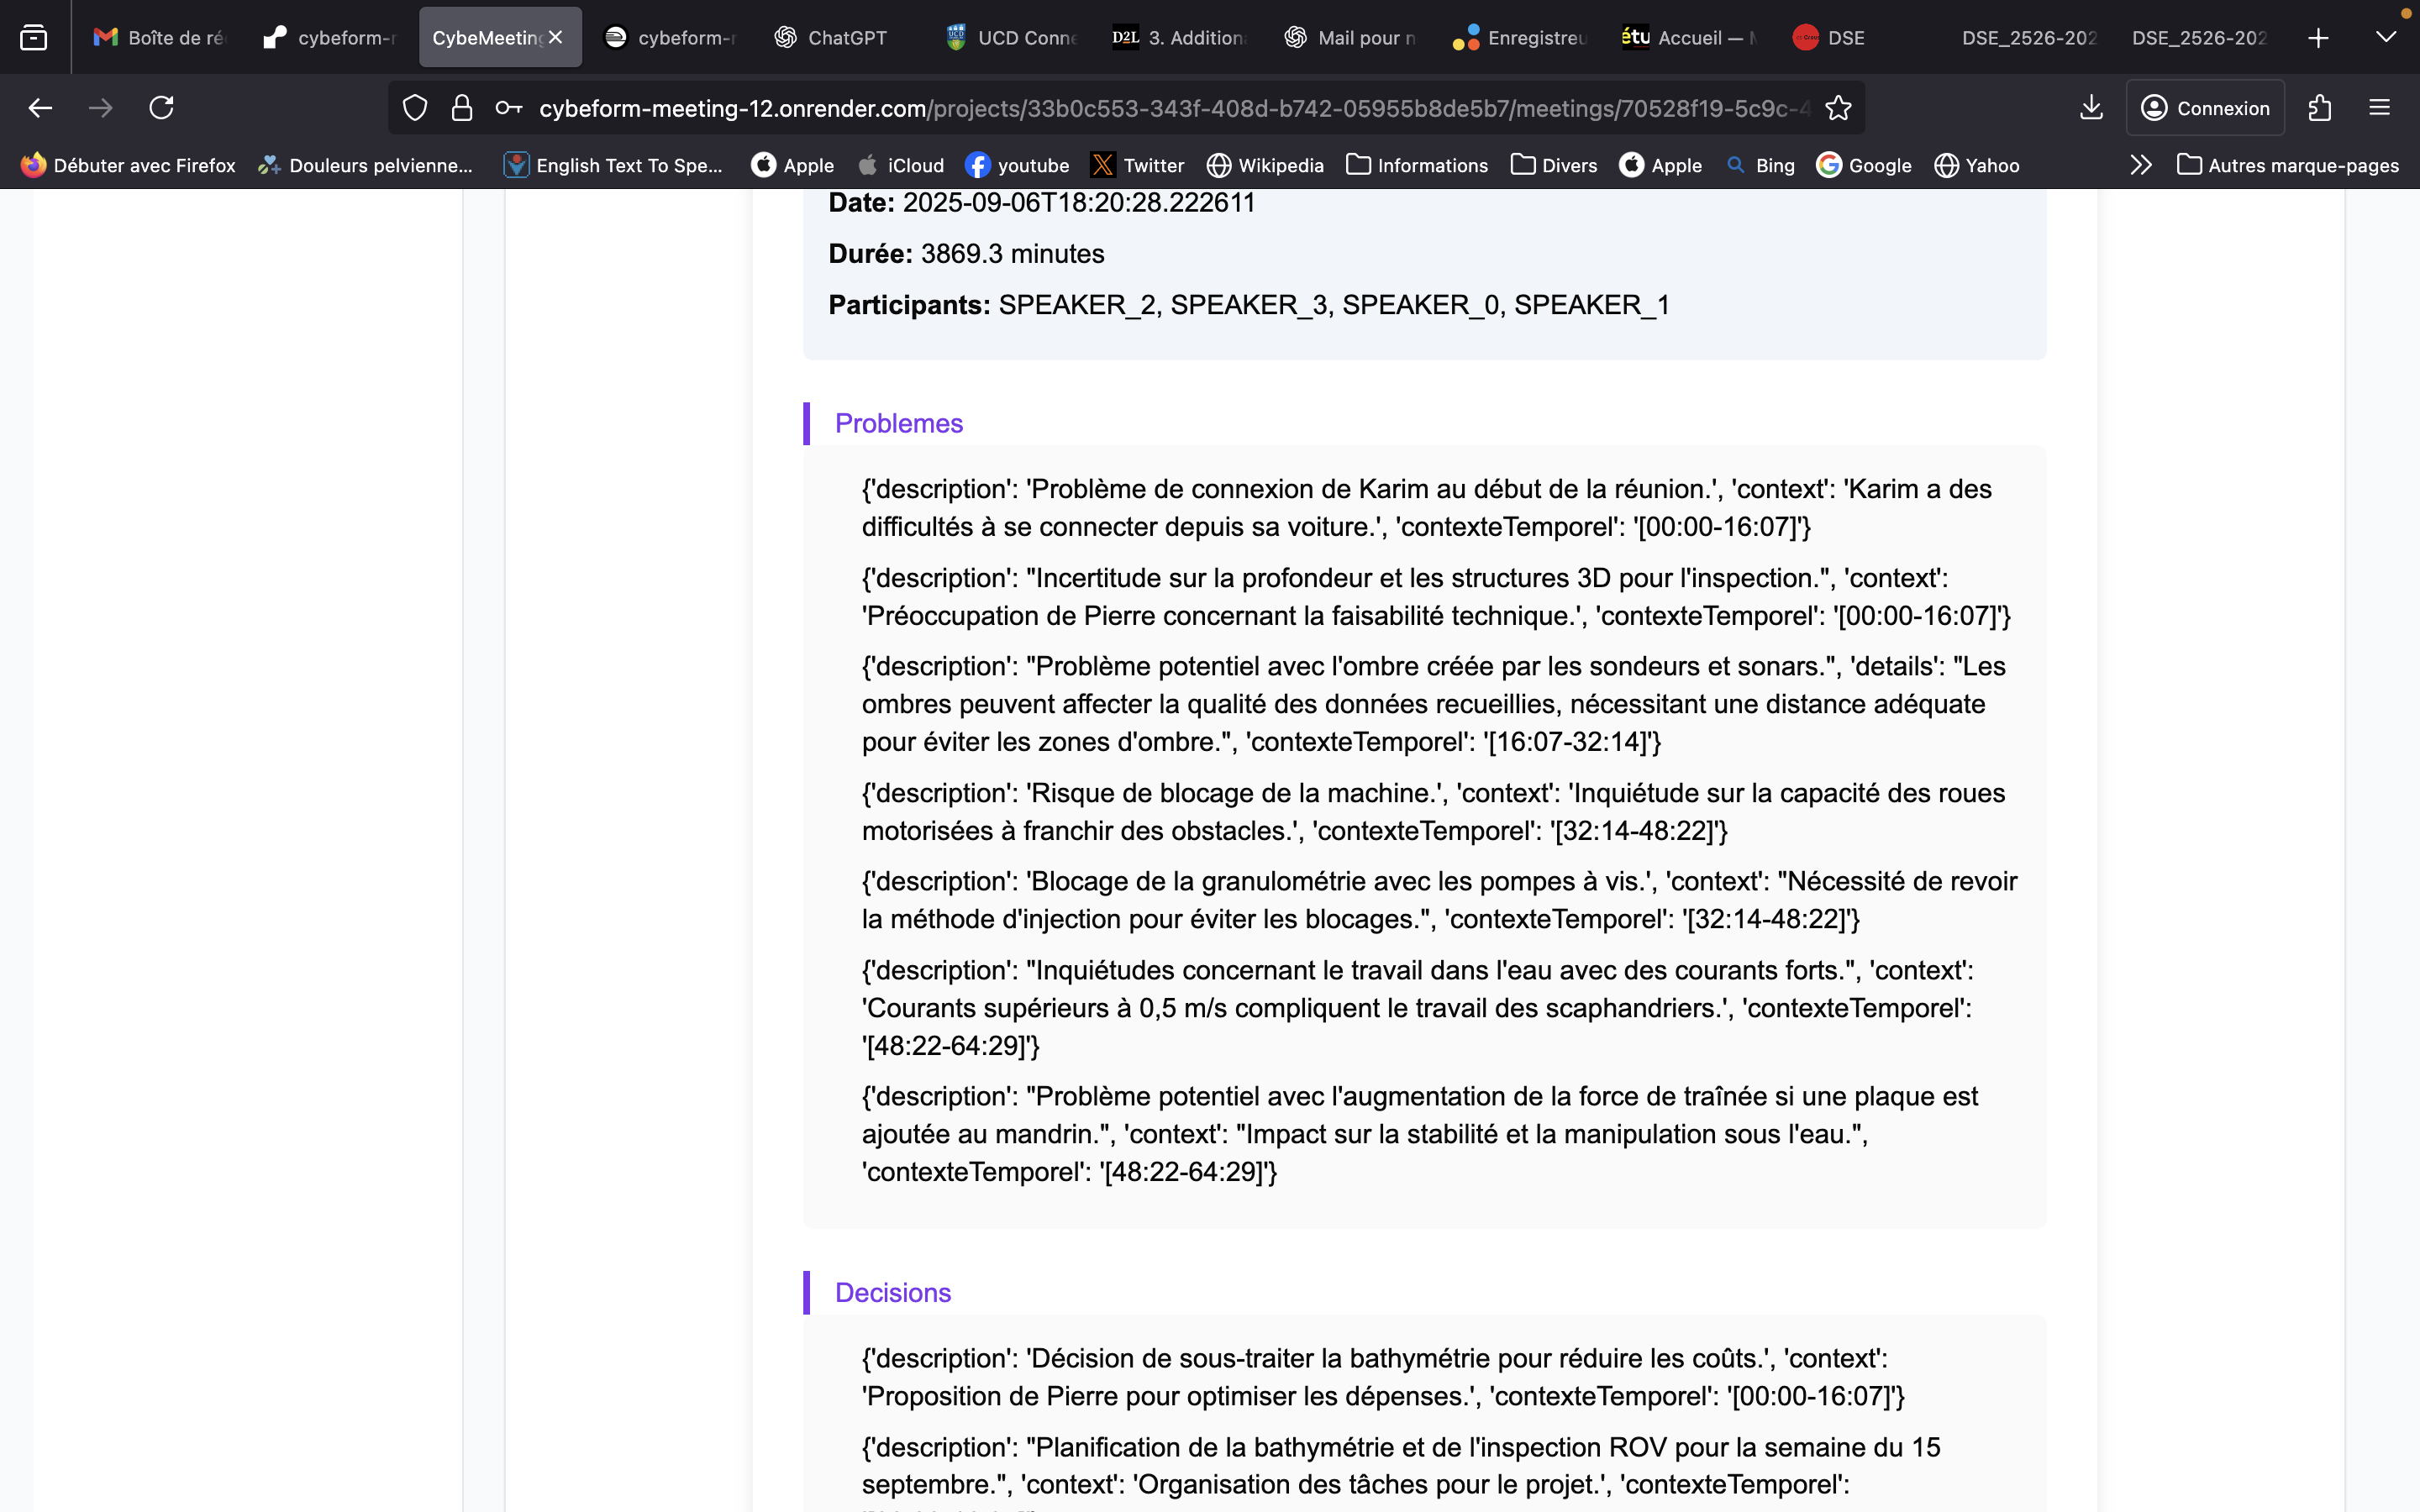 Boîte de ré
cybeform-r
CybeMeeting
cybeform-r
ChatGPT
UCD Conne
D2L 3. Addition
Mail pour n
Enregistreu
étu Accueil —
DSE
DSE_2526-202
DSE_2526-202
cybeform-meeting-12.onrender.com/projects/33b0c553-343f-408d-b742-05955b8de5b7/meetings/70528f19-5c9c-4
Connexion
Débuter avec Firefox
Douleurs pelvienne...
English Text To Spe...
Apple
iCloud
youtube
Twitter
Wikipedia
Informations
Divers
Apple
Bing
Google
Yahoo
Autres marque-pages
Date: 2025-09-06T18:20:28.222611
Durée: 3869.3 minutes
Participants: SPEAKER_2, SPEAKER_3, SPEAKER_0, SPEAKER_1
Problemes
{'description': 'Problème de connexion de Karim au début de la réunion.', 'context': 'Karim a des
difficultés à se connecter depuis sa voiture.', 'contexteTemporel': '[00:00-16:07]'}
{'description': "Incertitude sur la profondeur et les structures 3D pour l'inspection.", 'context':
'Préoccupation de Pierre concernant la faisabilité technique.', 'contexteTemporel': '[00:00-16:07]'}
{'description': "Problème potentiel avec l'ombre créée par les sondeurs et sonars.", 'details': "Les
ombres peuvent affecter la qualité des données recueillies, nécessitant une distance adéquate
pour éviter les zones d'ombre.", 'contexteTemporel': '[16:07-32:14]'}
{'description': 'Risque de blocage de la machine.', 'context': 'Inquiétude sur la capacité des roues
motorisées à franchir des obstacles.', 'contexteTemporel': '[32:14-48:22]'}
{'description': 'Blocage de la granulométrie avec les pompes à vis.', 'context': "Nécessité de revoir
la méthode d'injection pour éviter les blocages.", 'contexteTemporel': '[32:14-48:22]'}
{'description': "Inquiétudes concernant le travail dans l'eau avec des courants forts.", 'context':
'Courants supérieurs à 0,5 m/s compliquent le travail des scaphandriers.', 'contexteTemporel':
'[48:22-64:29]'}
{'description': "Problème potentiel avec l'augmentation de la force de traînée si une plaque est
ajoutée au mandrin.", 'context': "Impact sur la stabilité et la manipulation sous l'eau.",
'contexteTemporel': '[48:22-64:29]'}
Decisions
{'description': 'Décision de sous-traiter la bathymétrie pour réduire les coûts.', 'context':
'Proposition de Pierre pour optimiser les dépenses.', 'contexteTemporel': '[00:00-16:07]'}
{'description': "Planification de la bathymétrie et de l'inspection ROV pour la semaine du 15
septembre.", 'context': 'Organisation des tâches pour le projet.', 'contexteTemporel':